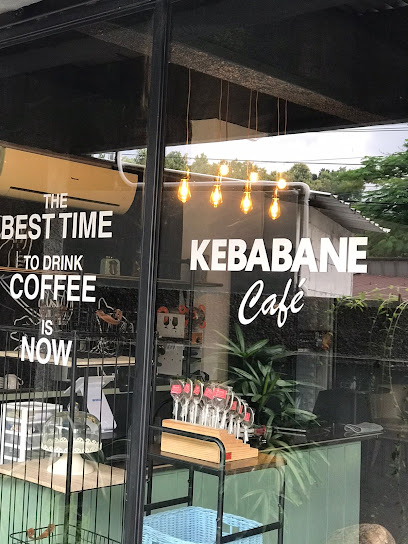 THE
BEST TIME
TO DRINK
COFFEE
IS
NOW
KEBABANE
Café